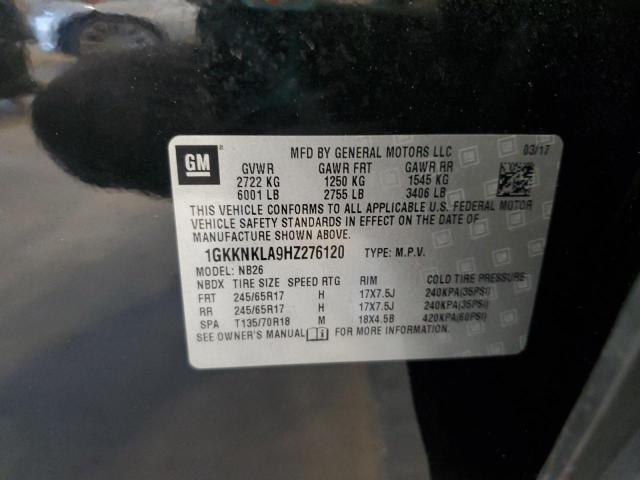 GM
MFD BY GENERAL MOTORS LLC 03/17
GVWR GAWR FRT GAWR RR
2722 KG 1250 KG 1545 KG
6001 LB 2755 LB 3406 LB
THIS VEHICLE CONFORMS TO ALL APPLICABLE U.S. FEDERAL MOTOR
VEHICLE SAFETY STANDARDS IN EFFECT ON THE DATE OF
MANUFACTURE SHOWN ABOVE.
1GKKNKLA9HZ276120 TYPE: M.P.V.
MODEL: NB26
NBDX TIRE SIZE SPEED RTG RIM COLD TIRE PRESSURE
FRT 245/65R17 H 17X7.5J 240KPA(35PSI)
RR 245/65R17 H 17X7.5J 240KPA(35PSI)
SPA T135/70R18 M 18X4.5B 420KPA(60PSI)
SEE OWNER'S MANUAL